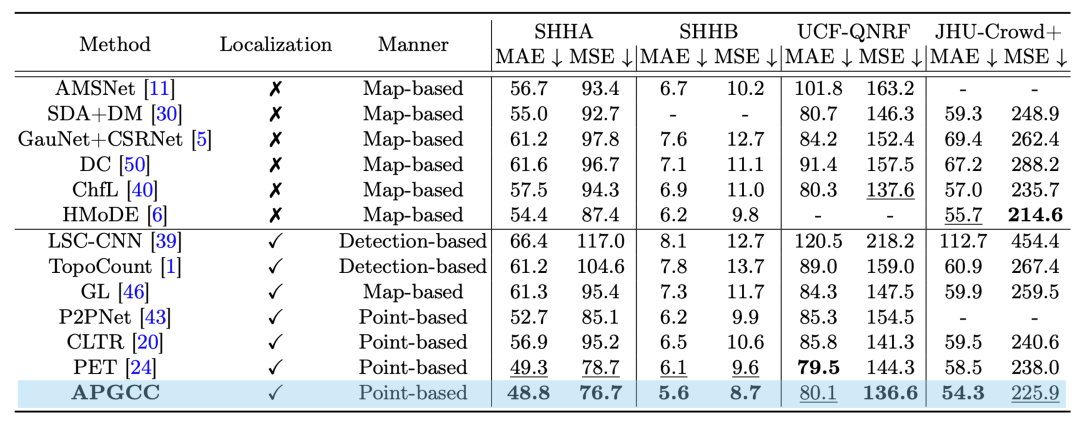 Method Localization Manner SHHA SHHB UCF-QNRF JHU-Crowd+
MAE ↓ MSE ↓ MAE ↓ MSE ↓ MAE ↓ MSE ↓ MAE ↓ MSE ↓
AMSNet [11] ✗ Map-based 56.7 93.4 6.7 10.2 101.8 163.2 - -
SDA+DM [30] ✗ Map-based 55.0 92.7 - - 80.7 146.3 59.3 248.9
GauNet+CSRNet [5] ✗ Map-based 61.2 97.8 7.6 12.7 84.2 152.4 69.4 262.4
DC [50] ✗ Map-based 61.6 96.7 7.1 11.1 91.4 157.5 67.2 288.2
ChfL [40] ✗ Map-based 57.5 94.3 6.9 11.0 80.3 137.6 57.0 235.7
HMoDE [6] ✗ Map-based 54.4 87.4 6.2 9.8 - - 55.7 214.6
LSC-CNN [39] ✓ Detection-based 66.4 117.0 8.1 12.7 120.5 218.2 112.7 454.4
TopoCount [1] ✓ Detection-based 61.2 104.6 7.8 13.7 89.0 159.0 60.9 267.4
GL [46] ✓ Map-based 61.3 95.4 7.3 11.7 84.3 147.5 59.9 259.5
P2PNet [43] ✓ Point-based 52.7 85.1 6.2 9.9 85.3 154.5 - -
CLTR [20] ✓ Point-based 56.9 95.2 6.5 10.6 85.8 141.3 59.5 240.6
PET [24] ✓ Point-based 49.3 78.7 6.1 9.6 79.5 144.3 58.5 238.0
APGCC ✓ Point-based 48.8 76.7 5.6 8.7 80.1 136.6 54.3 225.9